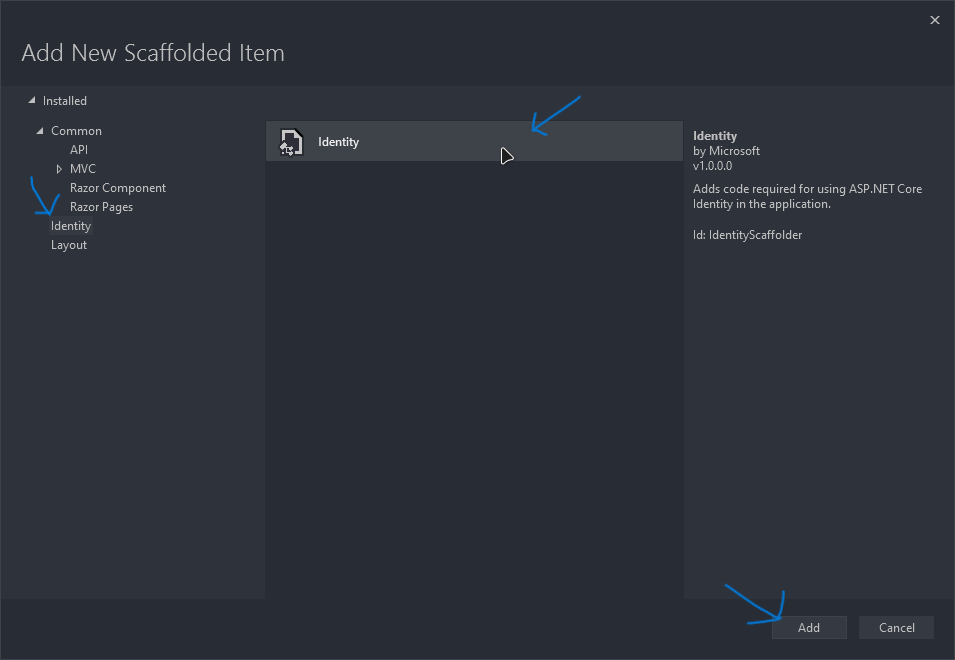 Add New Scaffolded Item
Installed
Common
API
MVC
Razor Component
Razor Pages
Identity
Layout
Identity
Identity
by Microsoft
v1.0.0.0
Adds code required for using ASP.NET Core
Identity in the application.
Id: IdentityScaffolder
Add
Cancel